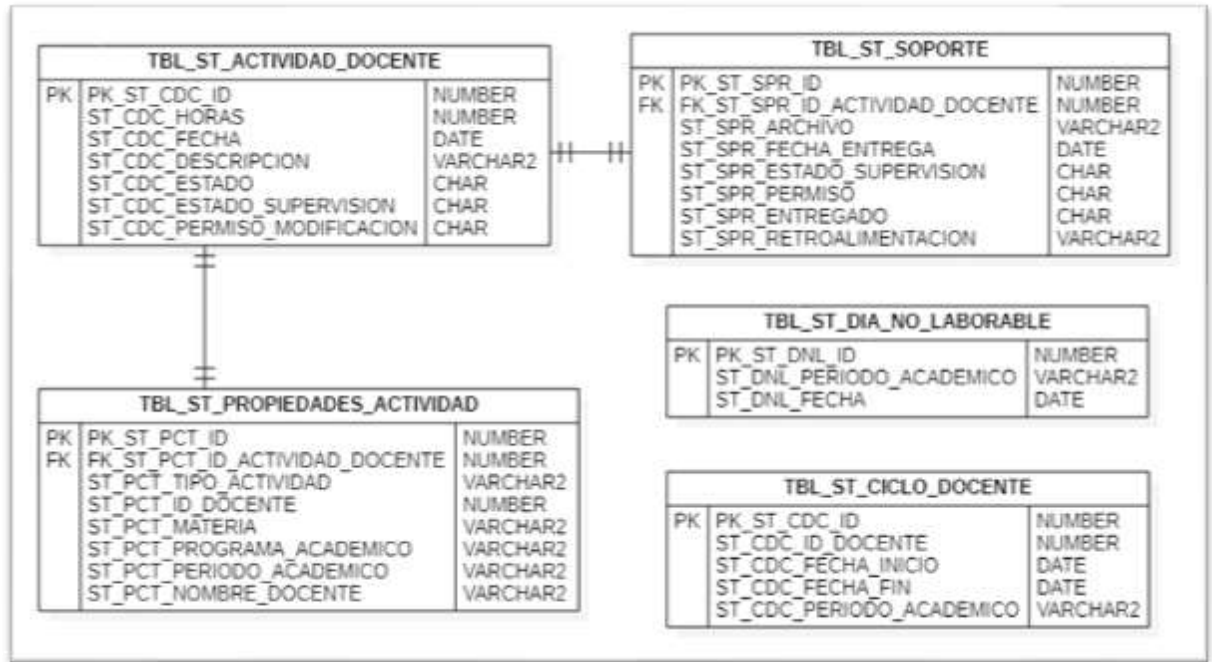 TBL_ST_ACTIVIDAD_DOCENTE
PK PK_ST_CDC_ID NUMBER
ST_CDC_HORAS NUMBER
ST_CDC_FECHA DATE
ST_CDC_DESCRIPCION VARCHAR2
ST_CDC_ESTADO CHAR
ST_CDC_ESTADO_SUPERVISION CHAR
ST_CDC_PERMISO_MODIFICACION CHAR
TBL_ST_SOPORTE
PK PK_ST_SPR_ID NUMBER
FK FK_ST_SPR_ID_ACTIVIDAD_DOCENTE NUMBER
ST_SPR_ARCHIVO VARCHAR2
ST_SPR_FECHA_ENTREGA DATE
ST_SPR_ESTADO_SUPERVISION CHAR
ST_SPR_PERMISO CHAR
ST_SPR_ENTREGADO CHAR
ST_SPR_RETROALIMENTACION VARCHAR2
TBL_ST_DIA_NO_LABORABLE
PK PK_ST_DNL_ID NUMBER
ST_DNL_PERIODO_ACADEMICO VARCHAR2
ST_DNL_FECHA DATE
TBL_ST_PROPIEDADES_ACTIVIDAD
PK PK_ST_PCT_ID NUMBER
FK FK_ST_PCT_ID_ACTIVIDAD_DOCENTE NUMBER
ST_PCT_TIPO_ACTIVIDAD VARCHAR2
ST_PCT_ID_DOCENTE NUMBER
ST_PCT_MATERIA VARCHAR2
ST_PCT_PROGRAMA_ACADEMICO VARCHAR2
ST_PCT_PERIODO_ACADEMICO VARCHAR2
ST_PCT_NOMBRE_DOCENTE VARCHAR2
TBL_ST_CICLO_DOCENTE
PK PK_ST_CDC_ID NUMBER
ST_CDC_ID_DOCENTE NUMBER
ST_CDC_FECHA_INICIO DATE
ST_CDC_FECHA_FIN DATE
ST_CDC_PERIODO_ACADEMICO VARCHAR2